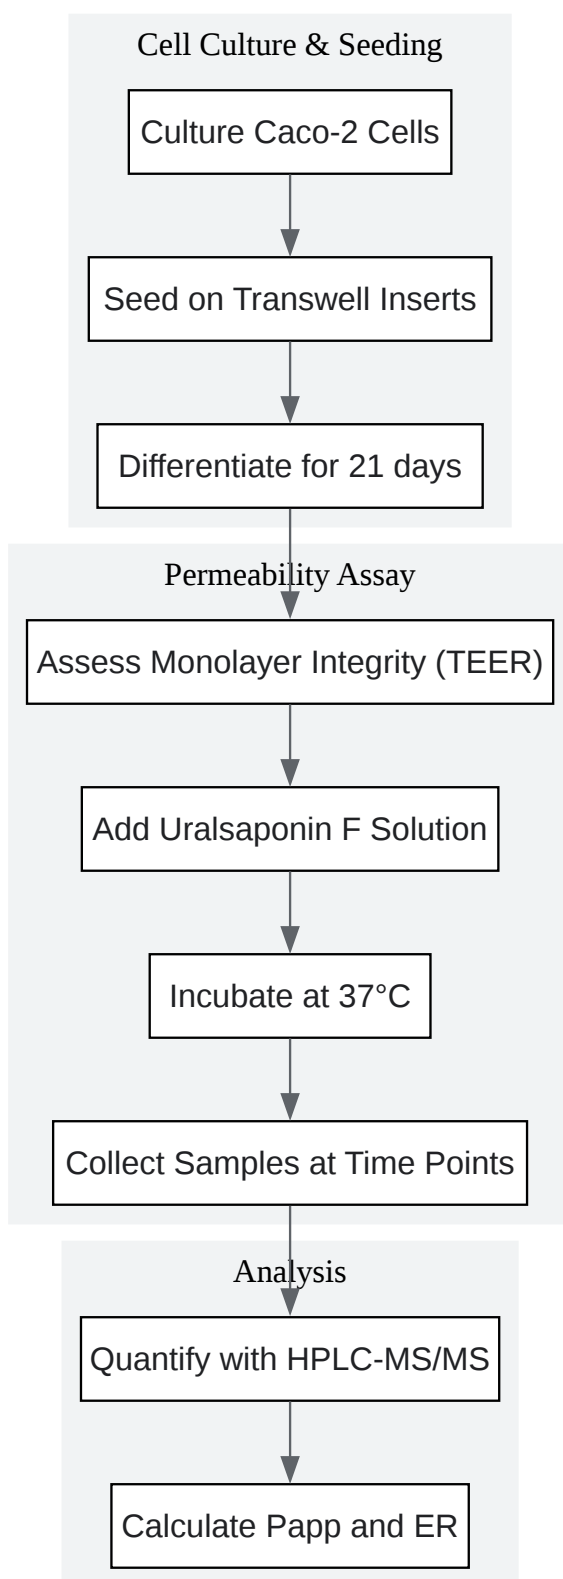 Cell Culture & Seeding
Culture Caco-2 Cells
Seed on Transwell Inserts
Differentiate for 21 days
Permeability Assay
Assess Monolayer Integrity (TEER)
Add Uralsaponin F Solution
Incubate at 37°C
Collect Samples at Time Points
Analysis
Quantify with HPLC-MS/MS
Calculate Papp and ER